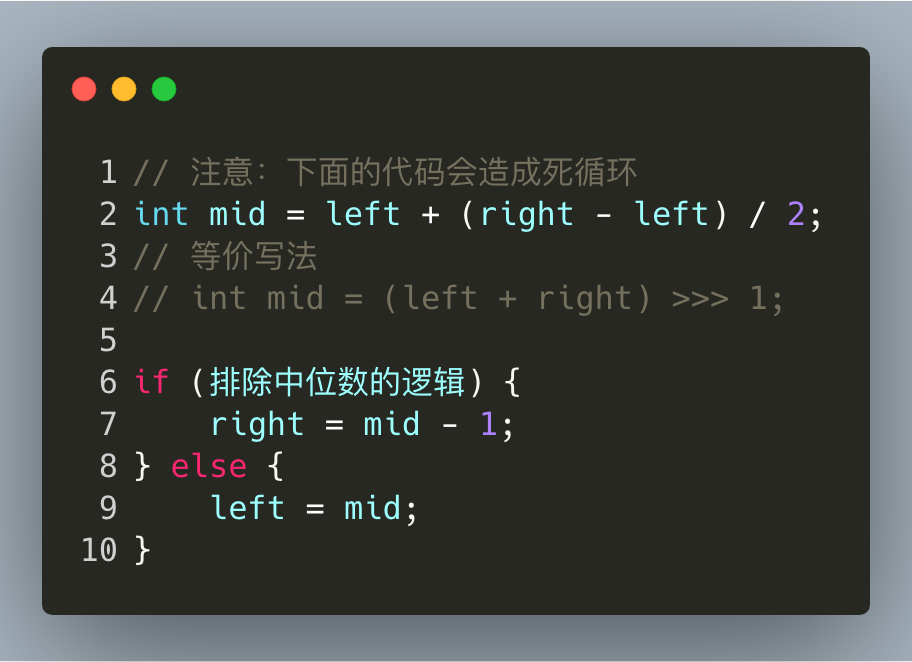 1 // 注意：下面的代码会造成死循环
2 int mid = left + (right - left) / 2;
3 // 等价写法
4 // int mid = (left + right) >>> 1;
5
6 if (排除中位数的逻辑) {
7     right = mid - 1;
8 } else {
9     left = mid;
10 }